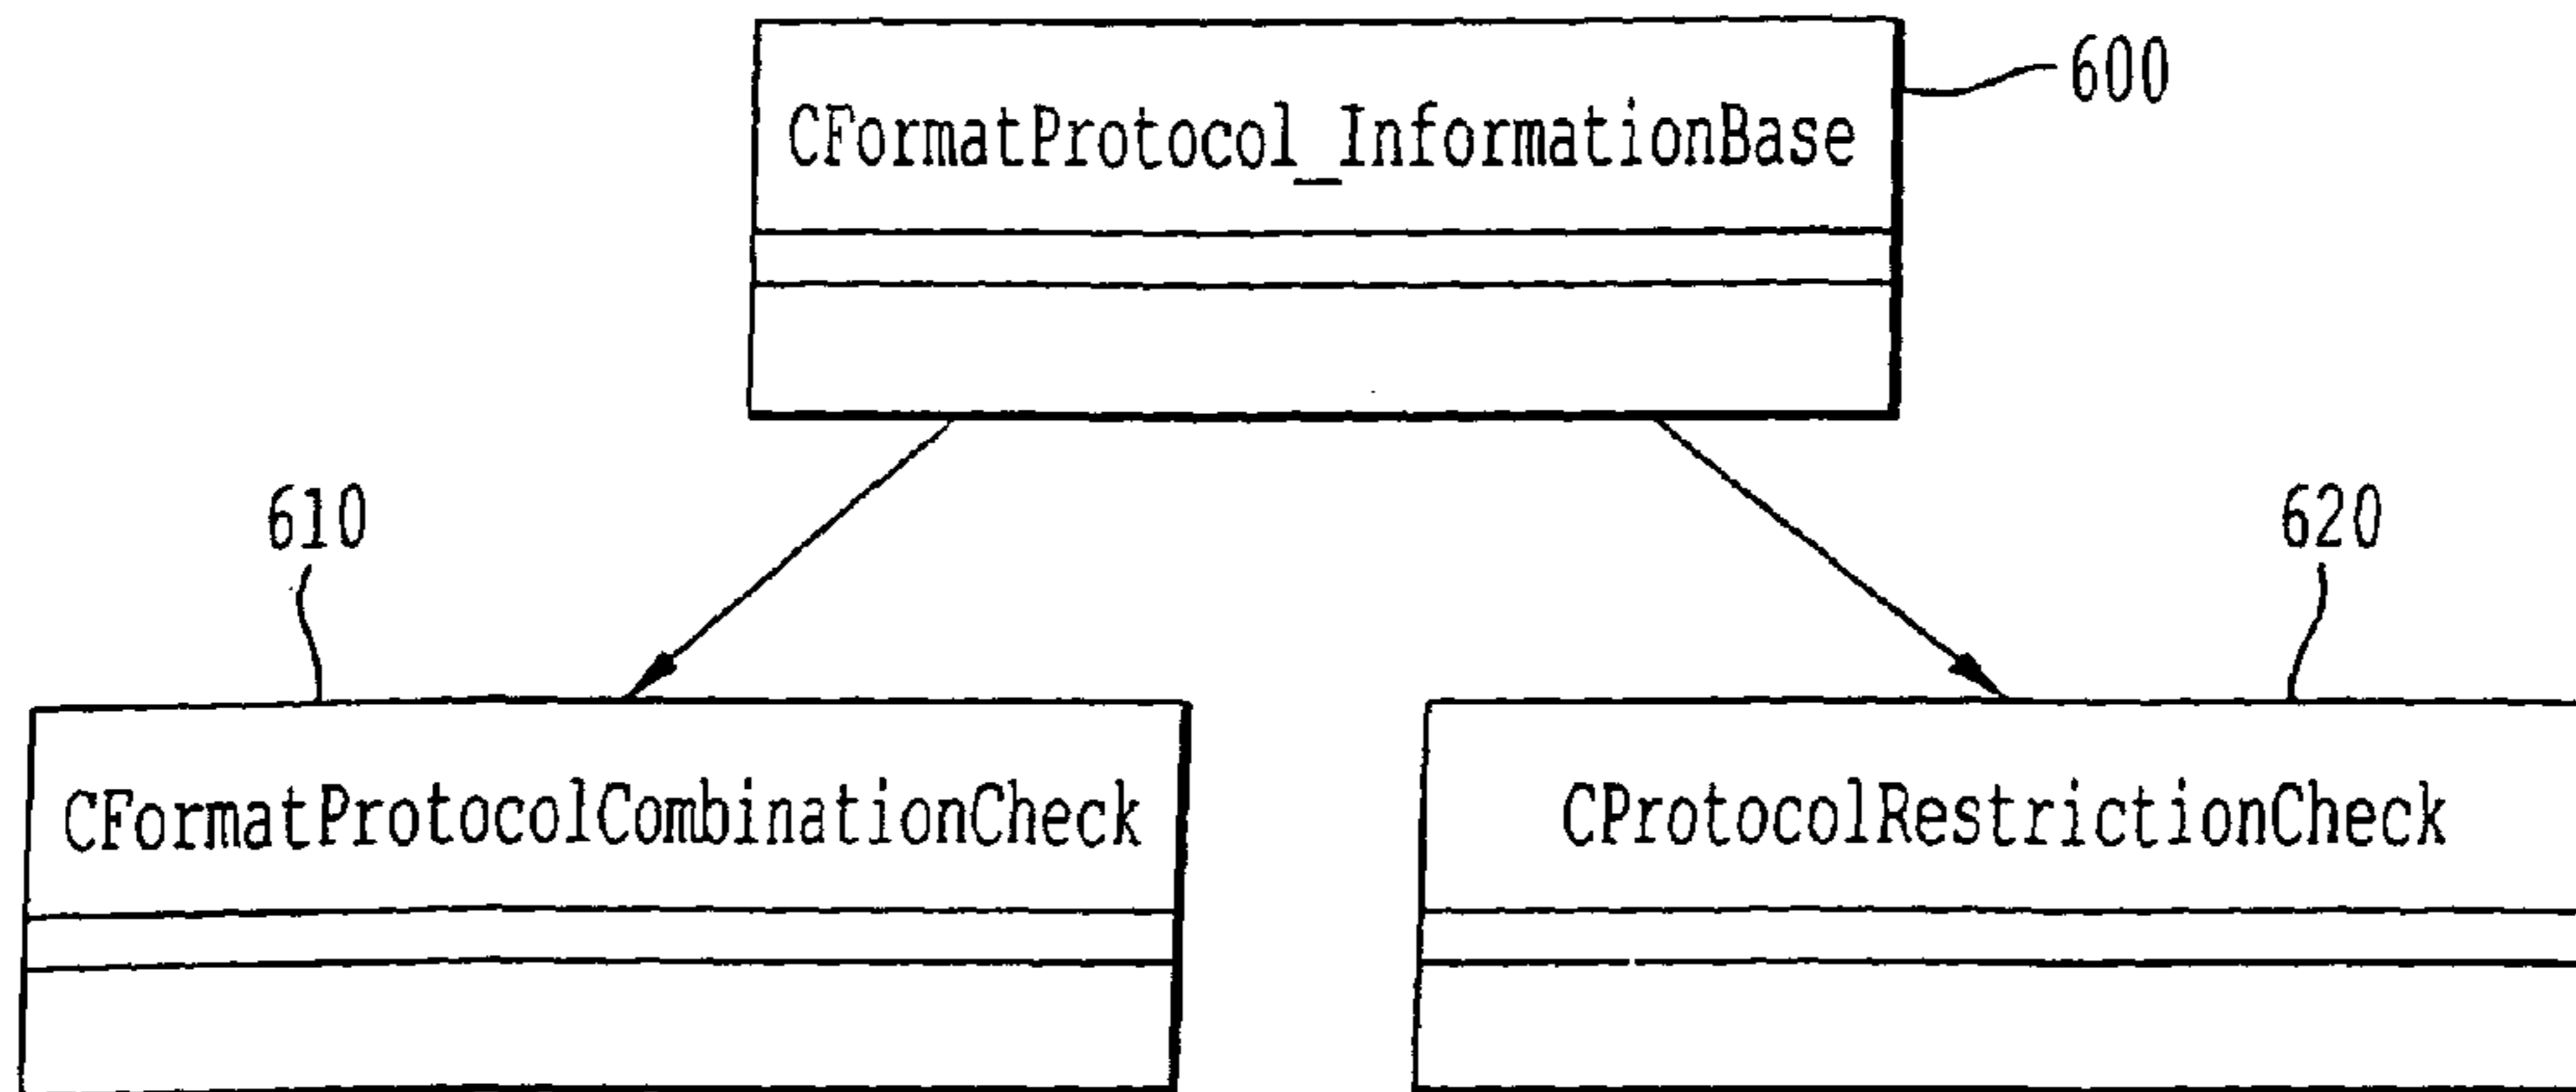 600
CFormatProtocol_InformationBase
610
620
CFormatProtocolCombinationCheck
CProtocolRestrictionCheck